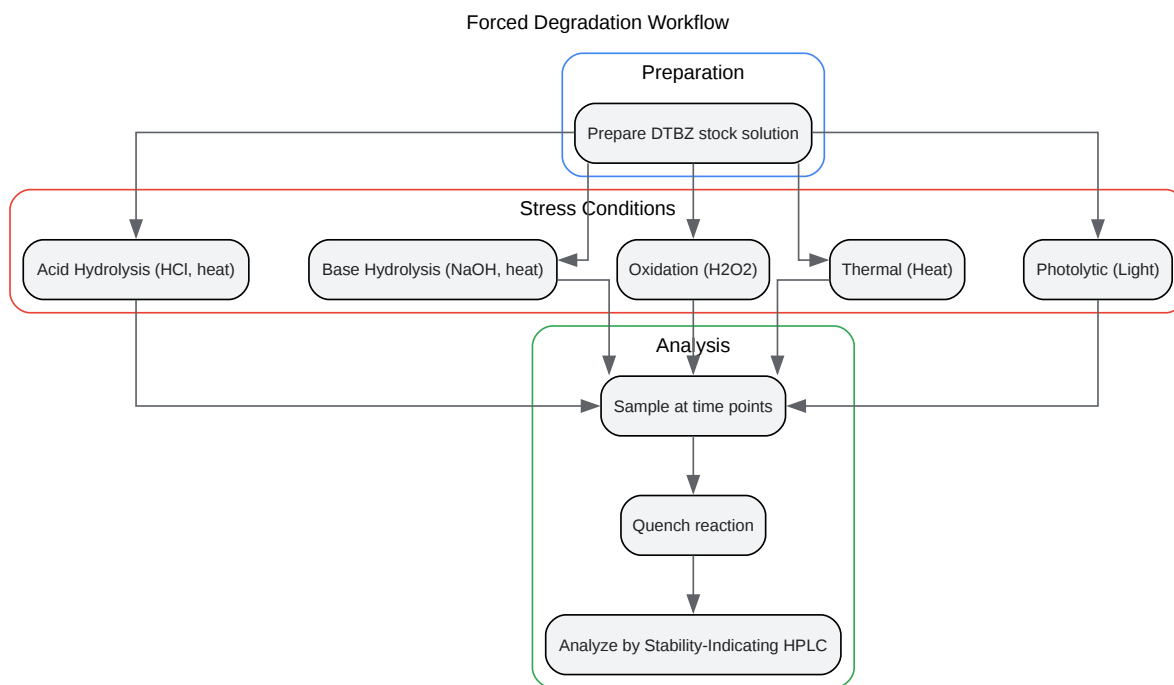 Forced Degradation Workflow
Preparation
Prepare DTBZ stock solution
Stress Conditions
Acid Hydrolysis (HCl, heat)
Base Hydrolysis (NaOH, heat)
Oxidation (H2O2)
Thermal (Heat)
Photolytic (Light)
Analysis
Sample at time points
Quench reaction
Analyze by Stability-Indicating HPLC